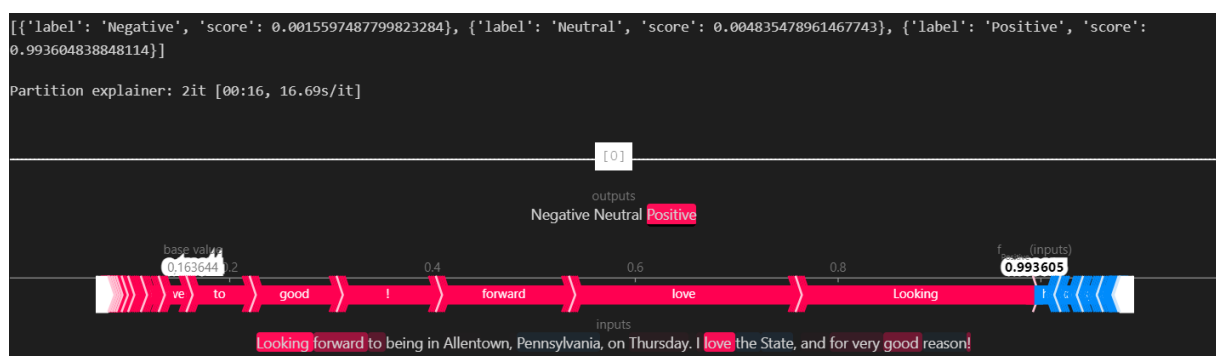 [{'label': 'Negative', 'score': 0.0015597487799823284}, {'label': 'Neutral', 'score': 0.004835478961467743}, {'label': 'Positive', 'score':
0.993604838848114}]
Partition explainer: 2it [00:16, 16.69s/it]
[0]
outputs
Negative Neutral Positive
base value
(inputs)
0.163644 0.2 0.4 0.6 0.8 0.993605
ve to good ! forward love Looking
inputs
Looking forward to being in Allentown, Pennsylvania, on Thursday. I love the State, and for very good reason!